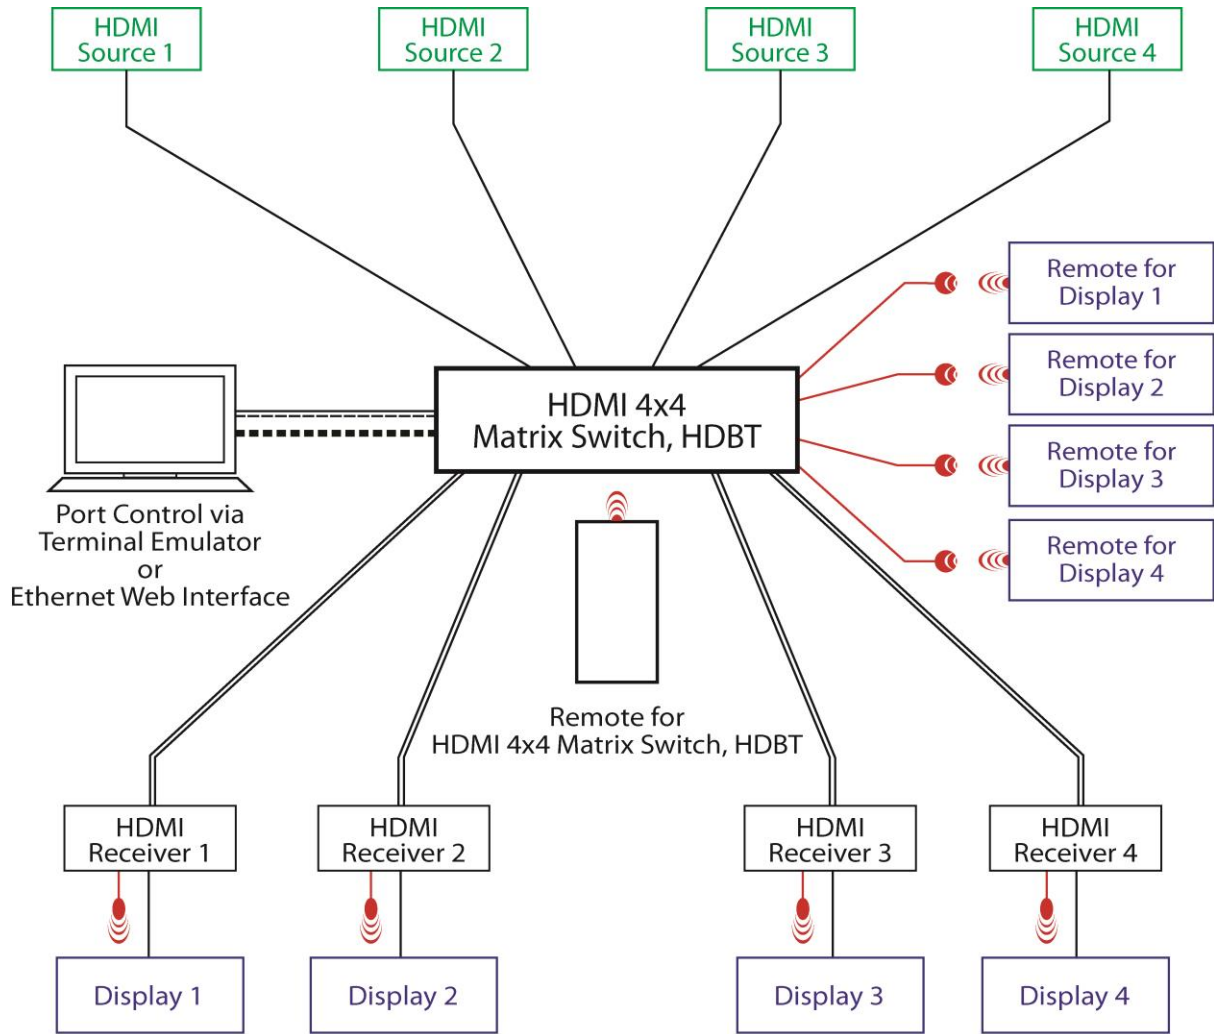 HDMI
Source 1
HDMI
Source 2
HDMI
Source 3
HDMI
Source 4
Remote for
Display 1
Remote for
Display 2
Remote for
Display 3
Remote for
Display 4
HDMI 4x4
Matrix Switch, HDBT
Port Control via
Terminal Emulator
or
Ethernet Web Interface
Remote for
HDMI 4x4 Matrix Switch, HDBT
HDMI
Receiver 1
HDMI
Receiver 2
HDMI
Receiver 3
HDMI
Receiver 4
Display 1
Display 2
Display 3
Display 4